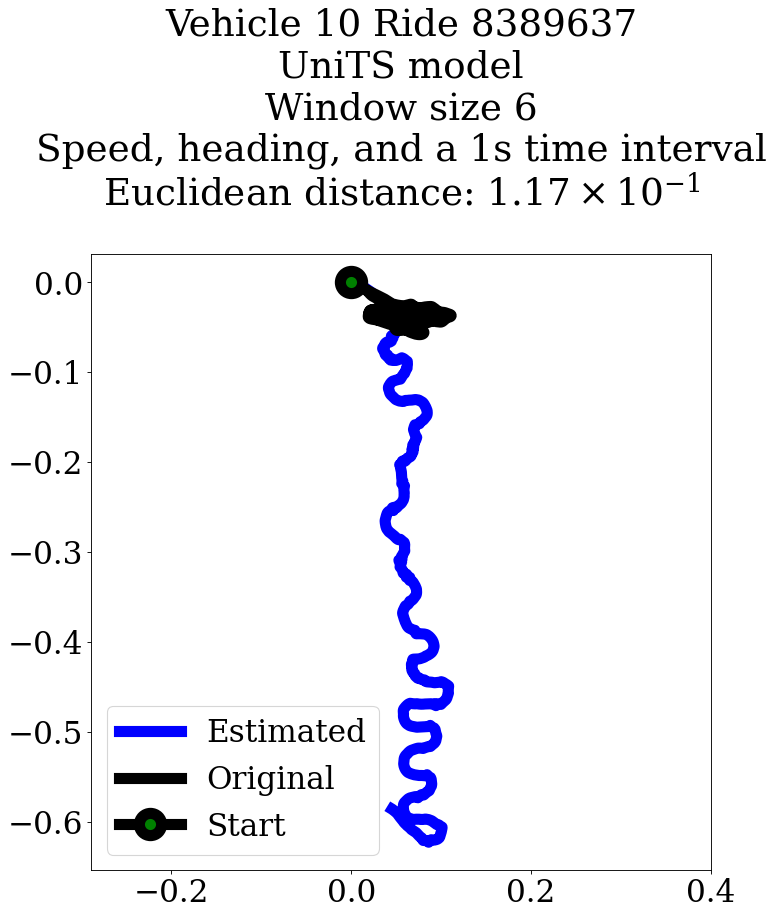 Vehicle 10 Ride 8389637
UniTS model
Window size 6
Speed, heading, and a 1s time interval
Euclidean distance: 1.17 × 10⁻¹
0.0
−0.1
−0.2
−0.3
−0.4
−0.5
−0.6
Estimated
Original
Start
−0.2 0.0 0.2 0.4